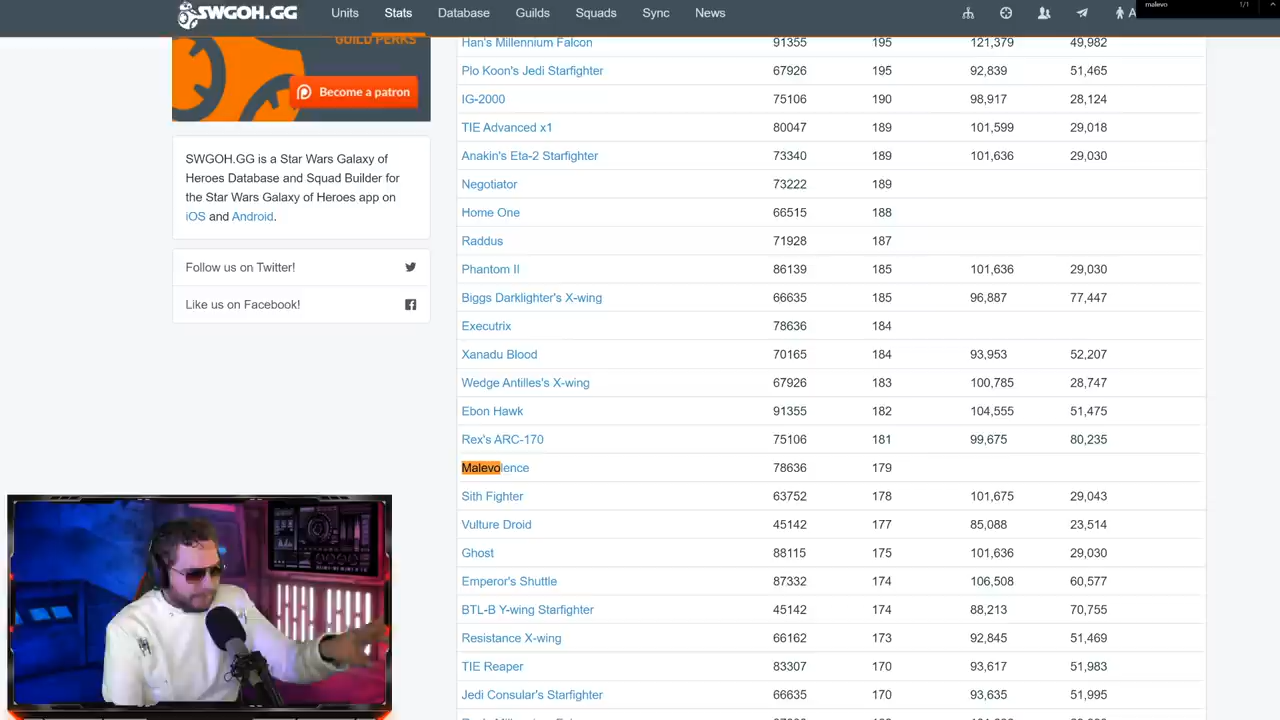 SWGOH.GG
Units
Stats
Database
Guilds
Squads
Sync
News
A
malevo
1/1
GUILD PERKS
Become a patron
SWGOH.GG is a Star Wars Galaxy of
Heroes Database and Squad Builder for
the Star Wars Galaxy of Heroes app on
iOS and Android.
Follow us on Twitter!
Like us on Facebook!
Han's Millennium Falcon 91355 195 121,379 49,982
Plo Koon's Jedi Starfighter 67926 195 92,839 51,465
IG-2000 75106 190 98,917 28,124
TIE Advanced x1 80047 189 101,599 29,018
Anakin's Eta-2 Starfighter 73340 189 101,636 29,030
Negotiator 73222 189
Home One 66515 188
Raddus 71928 187
Phantom II 86139 185 101,636 29,030
Biggs Darklighter's X-wing 66635 185 96,887 77,447
Executrix 78636 184
Xanadu Blood 70165 184 93,953 52,207
Wedge Antilles's X-wing 67926 183 100,785 28,747
Ebon Hawk 91355 182 104,555 51,475
Rex's ARC-170 75106 181 99,675 80,235
Malevolence 78636 179
Sith Fighter 63752 178 101,675 29,043
Vulture Droid 45142 177 85,088 23,514
Ghost 88115 175 101,636 29,030
Emperor's Shuttle 87332 174 106,508 60,577
BTL-B Y-wing Starfighter 45142 174 88,213 70,755
Resistance X-wing 66162 173 92,845 51,469
TIE Reaper 83307 170 93,617 51,983
Jedi Consular's Starfighter 66635 170 93,635 51,995